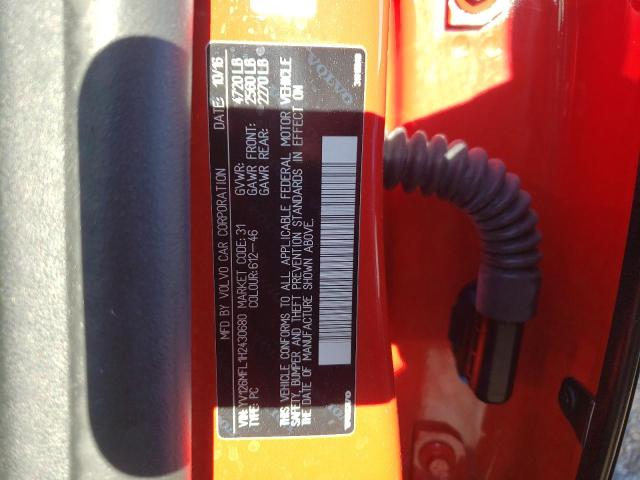 MFD BY VOLVO CAR CORPORATION DATE: 10/16
GVWR: 4720 LB
GAWR FRONT: 2560 LB
GAWR REAR: 2270 LB
VIN: YV126MFL1H2430680 MARKET CODE: 31
TYPE: PC COLOUR: 612-46
THIS VEHICLE CONFORMS TO ALL APPLICABLE FEDERAL MOTOR VEHICLE
SAFETY, BUMPER AND THEFT PREVENTION STANDARDS IN EFFECT ON
THE DATE OF MANUFACTURE SHOWN ABOVE.
VOLVO